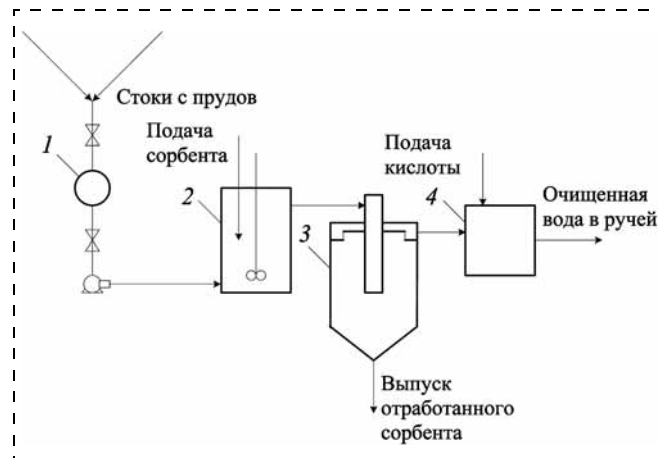 Стоки с прудов
1
Подача
сорбента
2
3
Подача
кислоты
4
Очищенная
вода в ручей
Выпуск
отработанного
сорбента